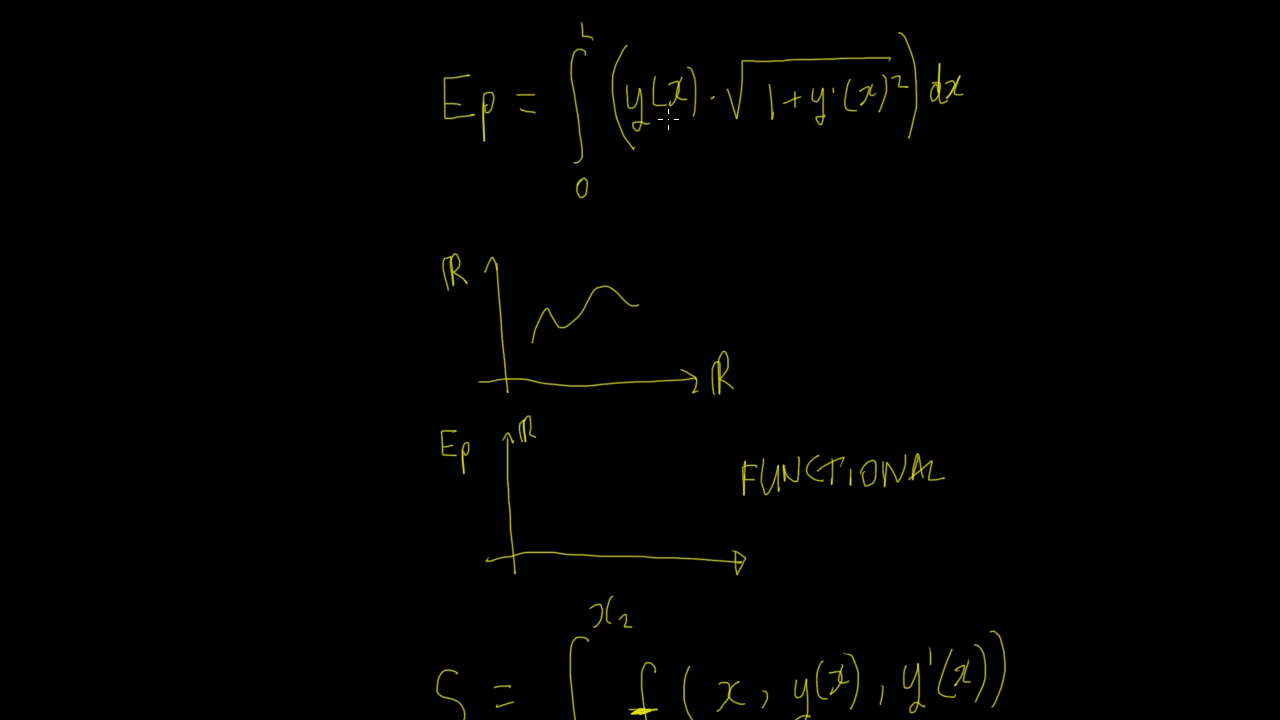 Ep = ∫₀ᴸ (y(x) · √(1 + y'(x)²)) dx
ℝ
ℝ
Ep ℝ
FUNCTIONAL
S = ∫^x₂ f(x, y(x), y'(x))